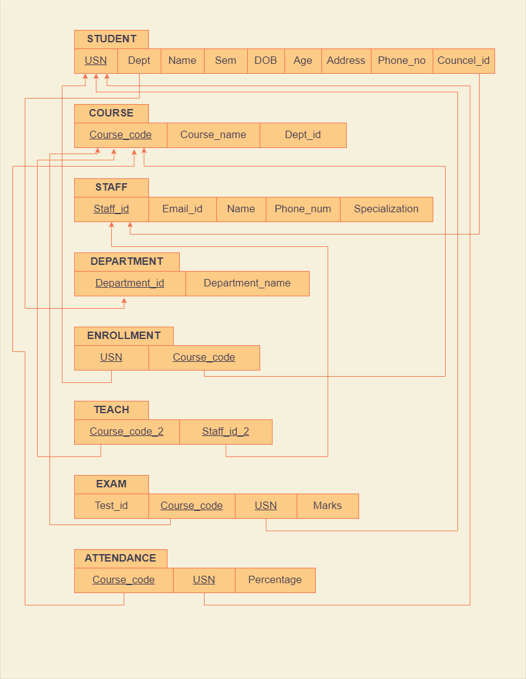 STUDENT
USN Dept Name Sem DOB Age Address Phone_no Councel_id
COURSE
Course_code Course_name Dept_id
STAFF
Staff_id Email_id Name Phone_num Specialization
DEPARTMENT
Department_id Department_name
ENROLLMENT
USN Course_code
TEACH
Course_code_2 Staff_id_2
EXAM
Test_id Course_code USN Marks
ATTENDANCE
Course_code USN Percentage